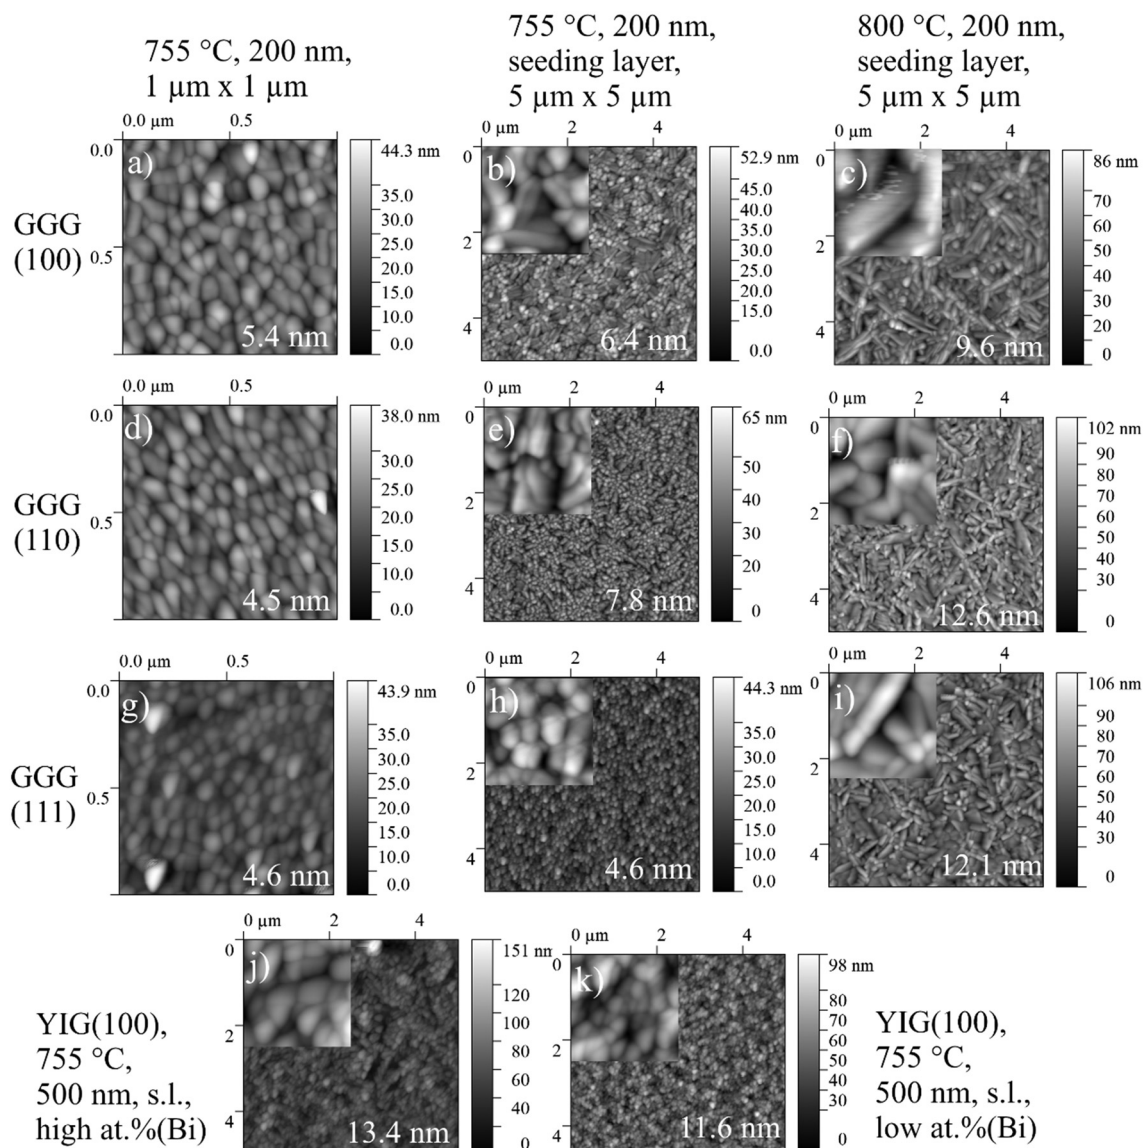 755 °C, 200 nm,
1 µm x 1 µm
755 °C, 200 nm,
seeding layer,
5 µm x 5 µm
800 °C, 200 nm,
seeding layer,
5 µm x 5 µm
GGG
(100)
0.0 µm 0.5
0.0
0.5
a)
5.4 nm
44.3 nm
35.0
30.0
25.0
20.0
15.0
10.0
0.0
0 µm 2 4
0
2
4
b)
6.4 nm
52.9 nm
45.0
40.0
35.0
30.0
25.0
20.0
15.0
10.0
0.0
0 µm 2 4
0
2
4
c)
9.6 nm
86 nm
70
60
50
40
30
20
0
GGG
(110)
0.0 µm 0.5
0.0
0.5
d)
4.5 nm
38.0 nm
30.0
25.0
20.0
15.0
10.0
0.0
0 µm 2 4
0
2
4
e)
7.8 nm
65 nm
50
40
30
20
0
0 µm 2 4
0
2
4
f)
12.6 nm
102 nm
90
80
70
60
50
40
30
0
GGG
(111)
0.0 µm 0.5
0.0
0.5
g)
4.6 nm
43.9 nm
35.0
30.0
25.0
20.0
15.0
10.0
0.0
0 µm 2 4
0
2
4
h)
4.6 nm
44.3 nm
35.0
30.0
25.0
20.0
15.0
10.0
0.0
0 µm 2 4
0
2
4
i)
12.1 nm
106 nm
90
80
70
60
50
40
30
0
YIG(100),
755 °C,
500 nm, s.l.,
high at.%(Bi)
0 µm 2 4
0
2
4
j)
13.4 nm
151 nm
120
100
80
60
40
0
0 µm 2 4
0
2
4
k)
11.6 nm
98 nm
80
70
60
50
40
30
0
YIG(100),
755 °C,
500 nm, s.l.,
low at.%(Bi)